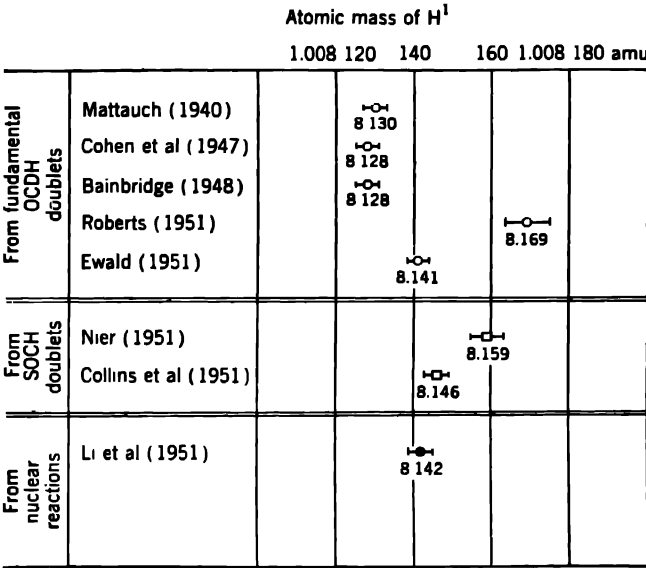 Atomic mass of H¹
1.008 120 140 160 1.008 180 amu
From fundamental
OCDH
doublets
Mattauch (1940)
8 130
Cohen et al (1947)
8 128
Bainbridge (1948)
8 128
Roberts (1951)
8.169
Ewald (1951)
8.141
From
SOCH
doublets
Nier (1951)
8.159
Collins et al (1951)
8.146
From
nuclear
reactions
Li et al (1951)
8 142